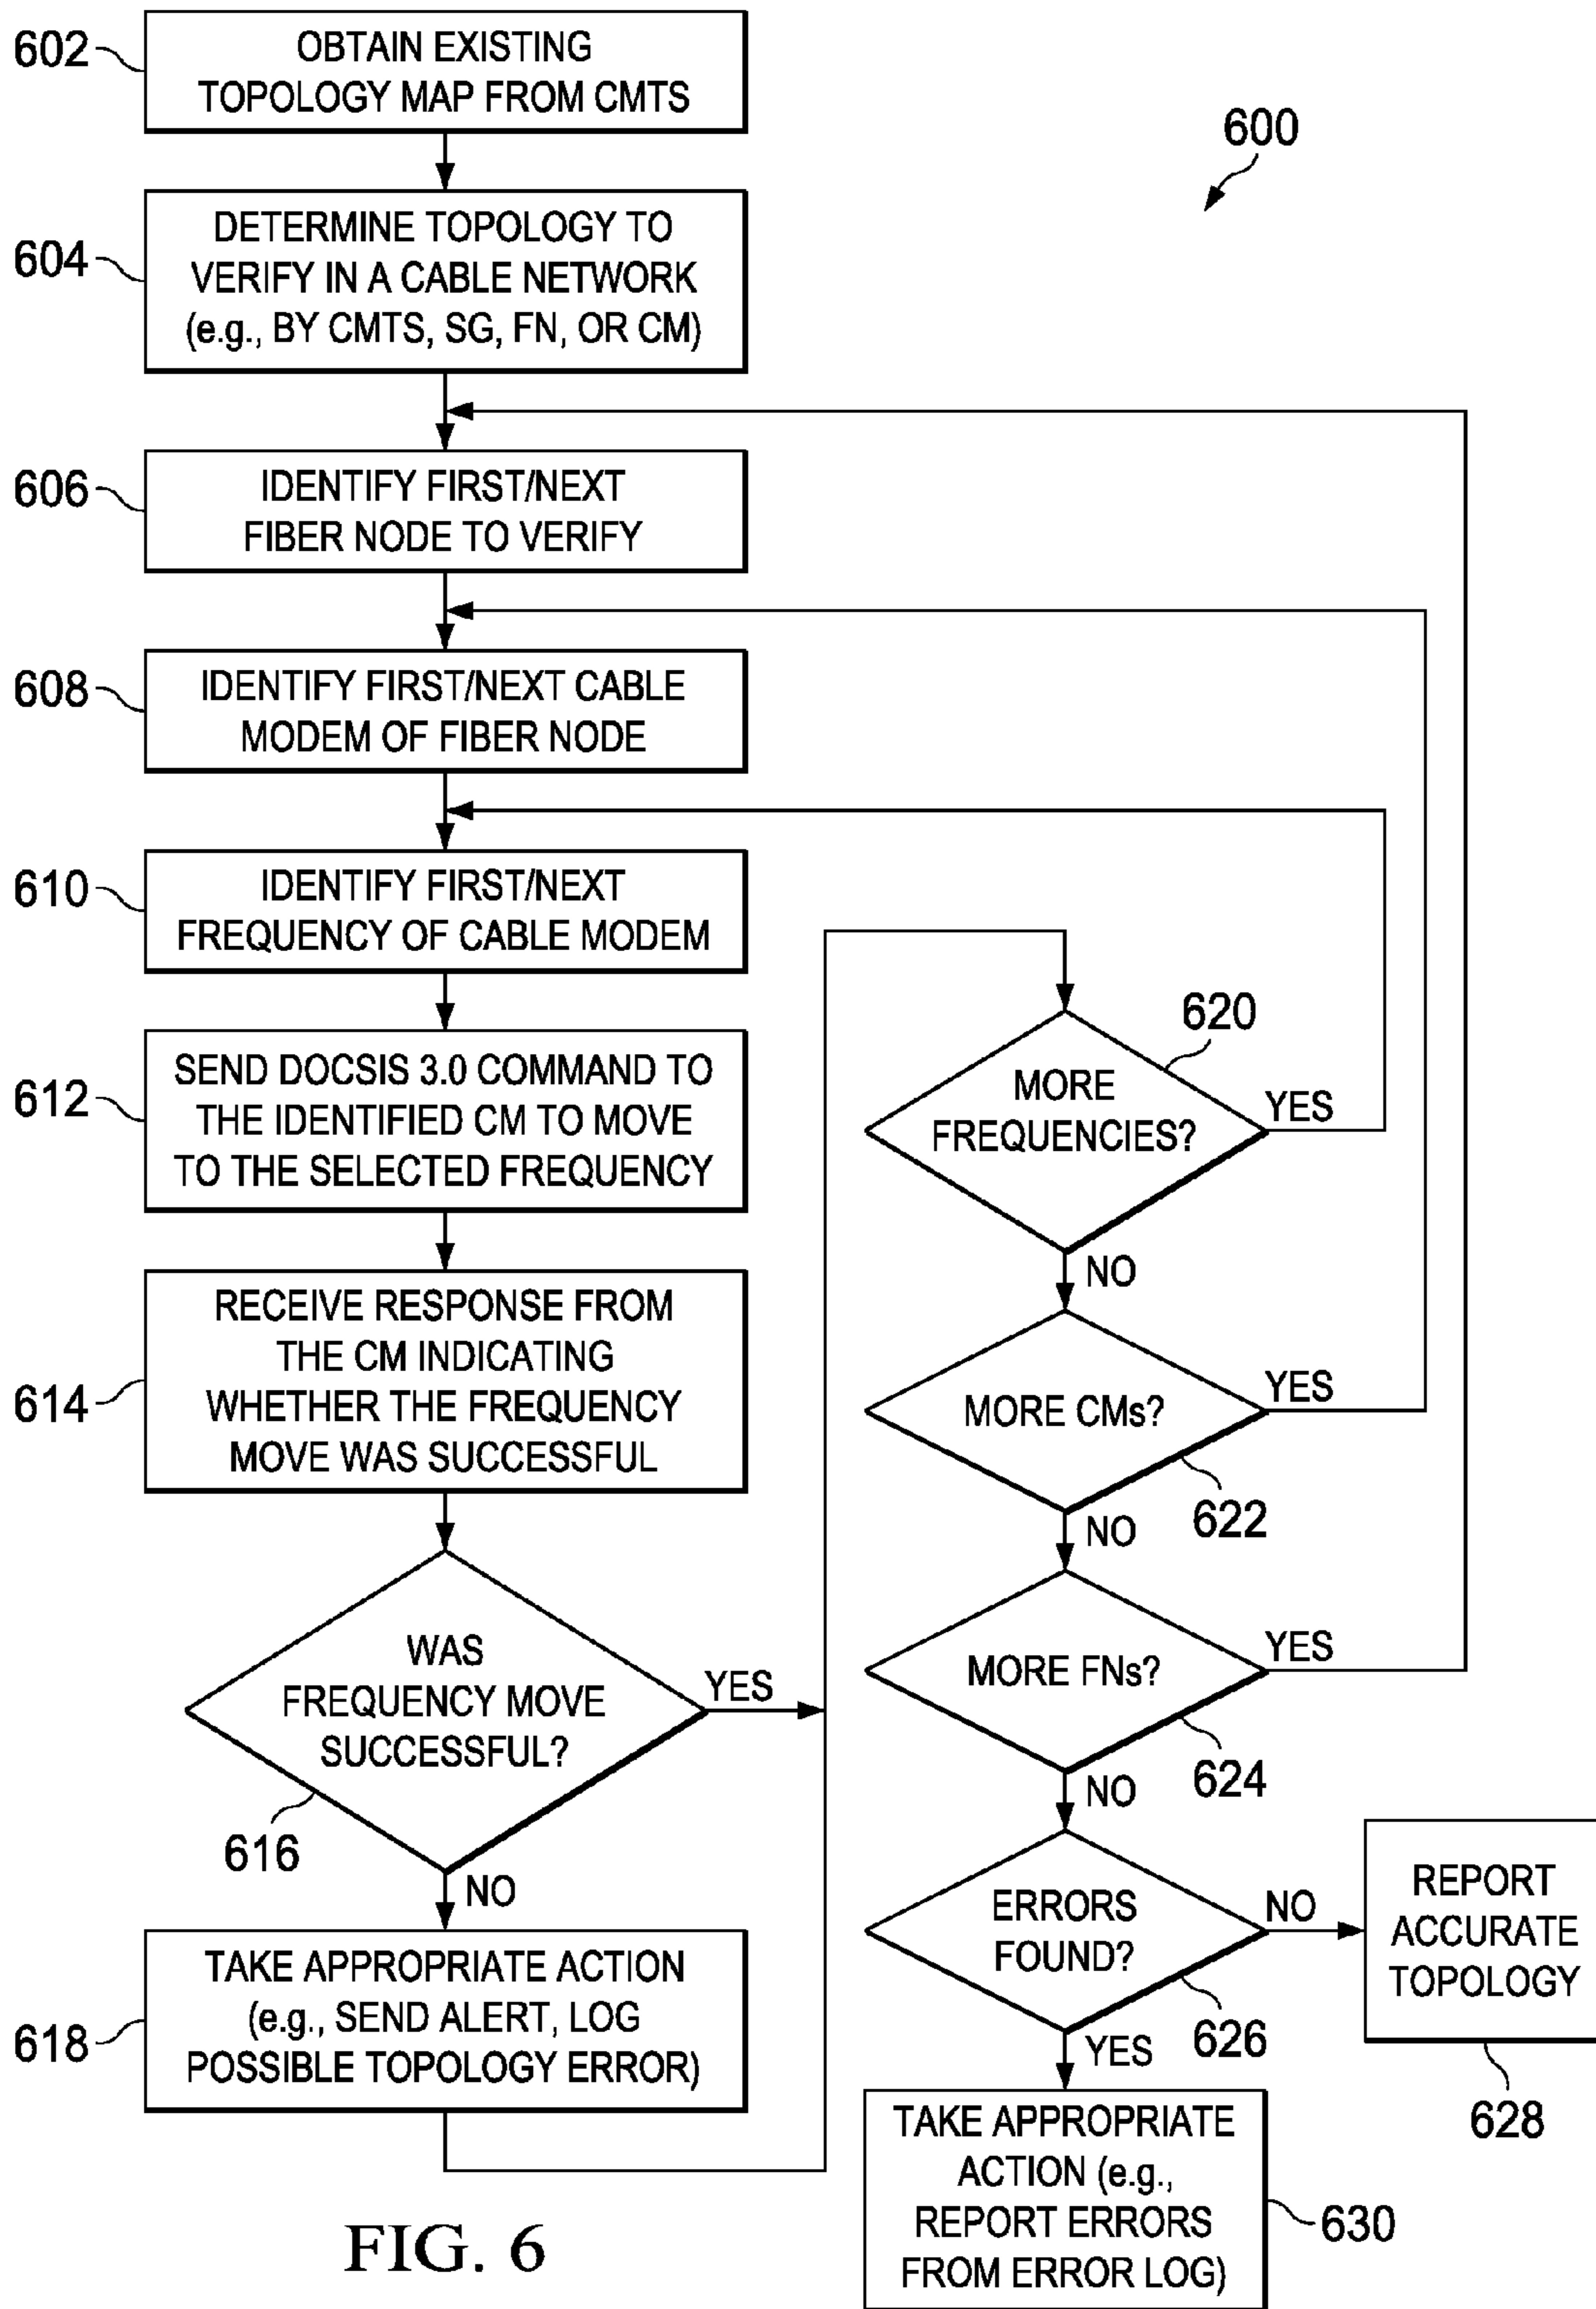 602
OBTAIN EXISTING
TOPOLOGY MAP FROM CMTS
600
604
DETERMINE TOPOLOGY TO
VERIFY IN A CABLE NETWORK
(e.g., BY CMTS, SG, FN, OR CM)
606
IDENTIFY FIRST/NEXT
FIBER NODE TO VERIFY
608
IDENTIFY FIRST/NEXT CABLE
MODEM OF FIBER NODE
610
IDENTIFY FIRST/NEXT
FREQUENCY OF CABLE MODEM
612
SEND DOCSIS 3.0 COMMAND TO
THE IDENTIFIED CM TO MOVE
TO THE SELECTED FREQUENCY
614
RECEIVE RESPONSE FROM
THE CM INDICATING
WHETHER THE FREQUENCY
MOVE WAS SUCCESSFUL
WAS
FREQUENCY MOVE
SUCCESSFUL?
YES
616
NO
618
TAKE APPROPRIATE ACTION
(e.g., SEND ALERT, LOG
POSSIBLE TOPOLOGY ERROR)
620
MORE
FREQUENCIES?
YES
NO
MORE CMs?
YES
622
NO
MORE FNs?
YES
624
NO
ERRORS
FOUND?
NO
626
YES
REPORT
ACCURATE
TOPOLOGY
628
TAKE APPROPRIATE
ACTION (e.g.,
REPORT ERRORS
FROM ERROR LOG)
630
FIG. 6